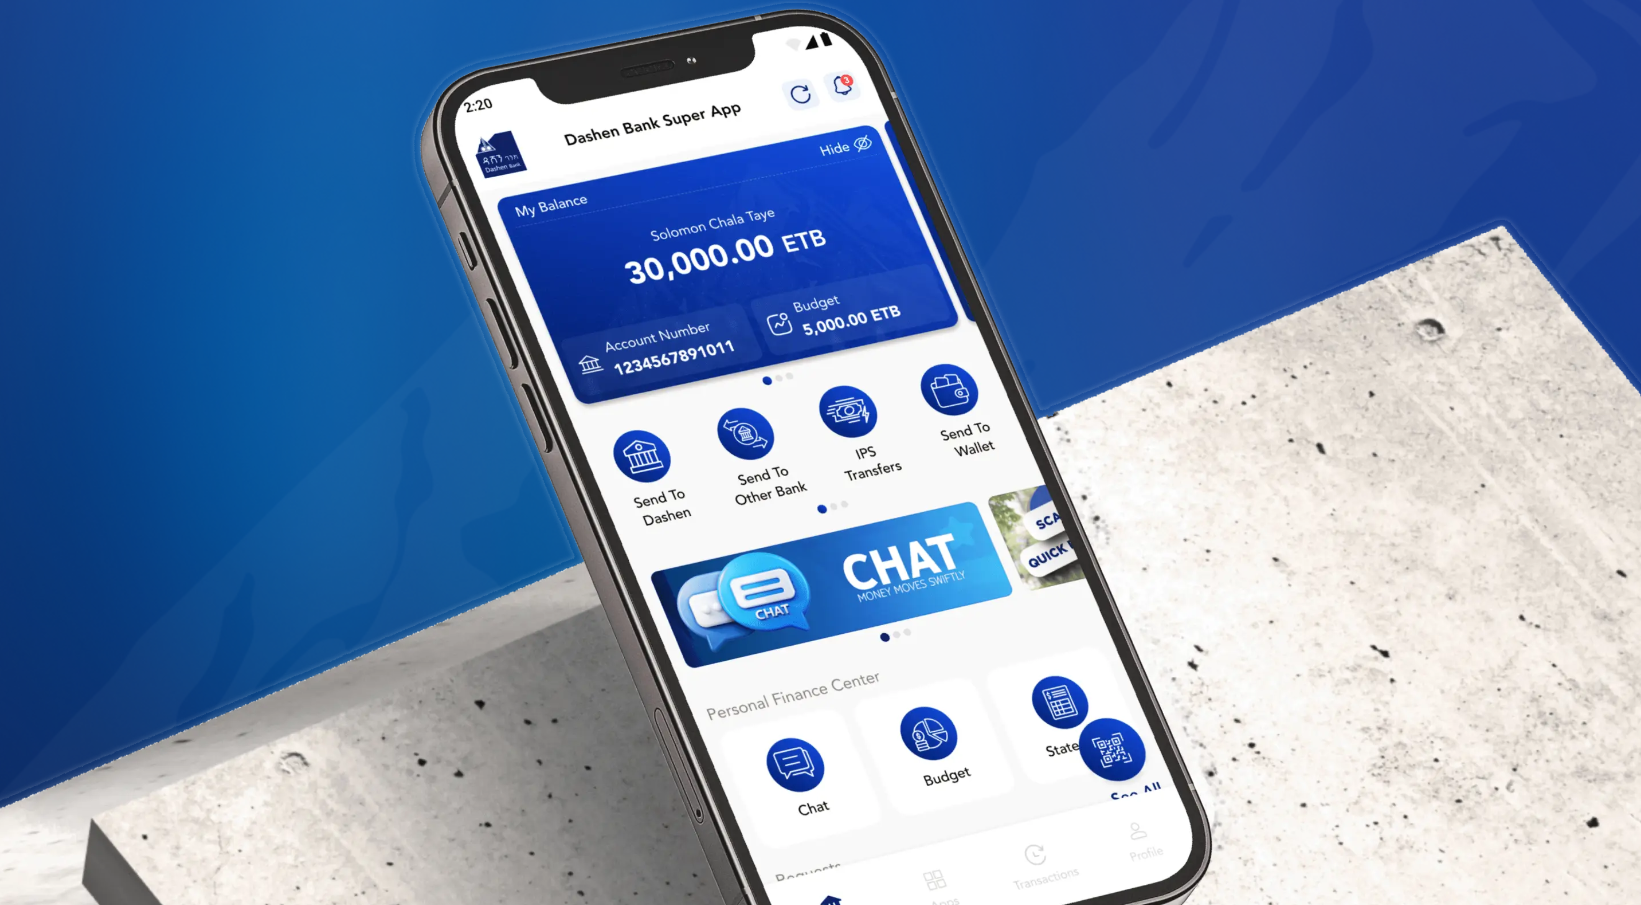 2:20
Dashen Bank Super App
3
Dashen Bank
Hide
My Balance
Solomon Chala Taye
30,000.00 ETB
Account Number
1234567891011
Budget
5,000.00 ETB
Send To
Dashen
Send To
Other Bank
IPS
Transfers
Send To
Wallet
CHAT
CHAT
MONEY MOVES SWIFTLY
SCA
QUICK
Personal Finance Center
Chat
Budget
State
See All
Requests
Apps
Transactions
Profile